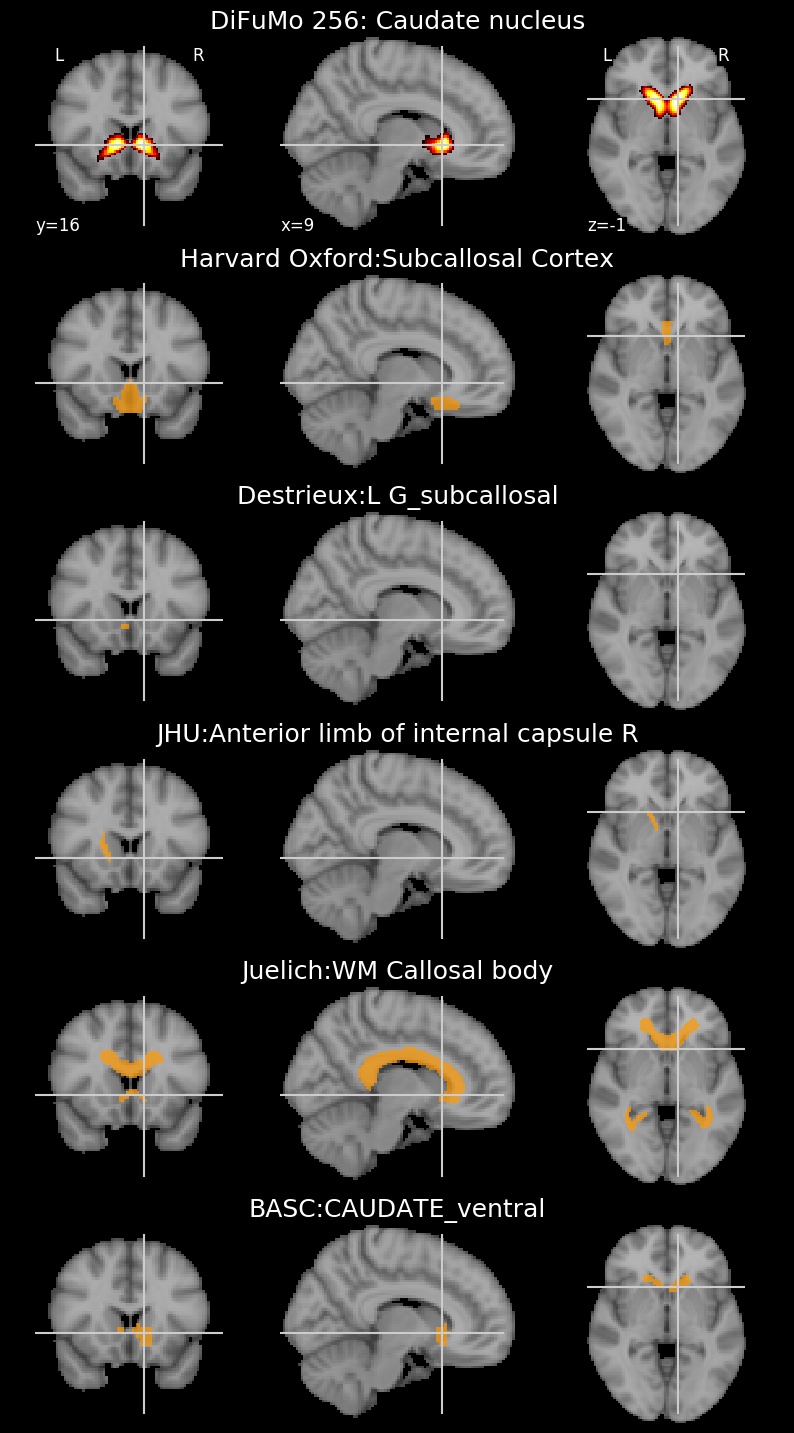 DiFuMo 256: Caudate nucleus
L R L R
y=16 x=9 z=-1
Harvard Oxford:Subcallosal Cortex
Destrieux:L G_subcallosal
JHU:Anterior limb of internal capsule R
Juelich:WM Callosal body
BASC:CAUDATE_ventral